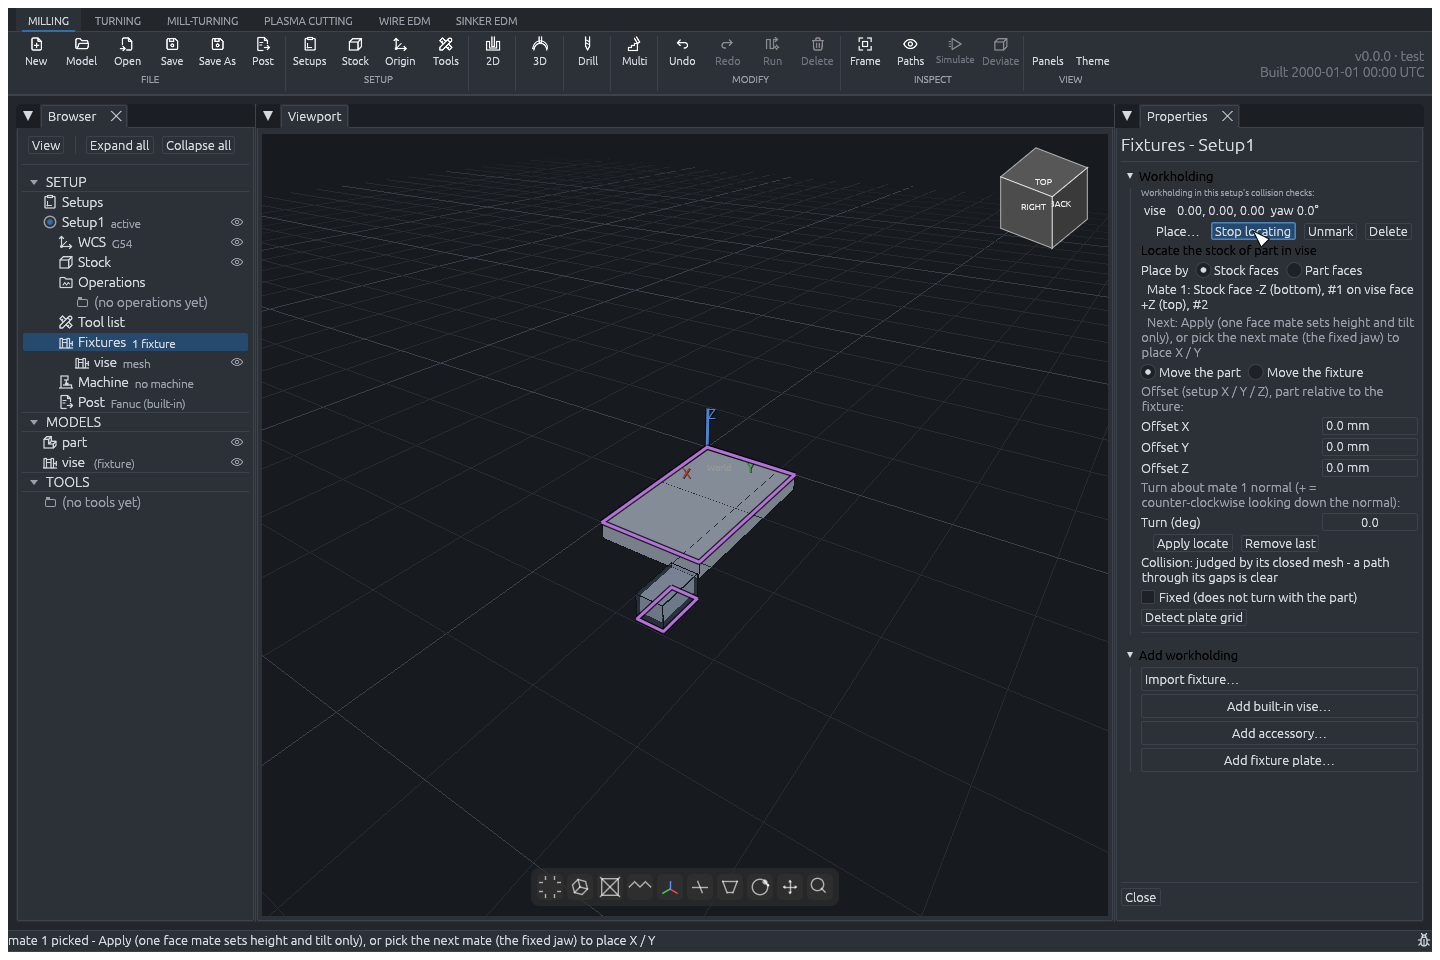 MILLING TURNING MILL-TURNING PLASMA CUTTING WIRE EDM SINKER EDM
New Model Open Save Save As Post Setups Stock Origin Tools 2D 3D Drill Multi Undo Redo Run Delete Frame Paths Simulate Deviate Panels Theme
FILE SETUP MODIFY INSPECT VIEW
v0.0.0 · test
Built 2000-01-01 00:00 UTC
Browser
View Expand all Collapse all
SETUP
Setups
Setup1 active
WCS G54
Stock
Operations
(no operations yet)
Tool list
Fixtures 1 fixture
vise mesh
Machine no machine
Post Fanuc (built-in)
MODELS
part
vise (fixture)
TOOLS
(no tools yet)
Viewport
TOP
RIGHT BACK
Z
X world Y
Properties
Fixtures - Setup1
Workholding
Workholding in this setup's collision checks:
vise 0.00, 0.00, 0.00 yaw 0.0°
Place... Stop locating Unmark Delete
Locate the stock of part in vise
Place by Stock faces Part faces
Mate 1: Stock face -Z (bottom), #1 on vise face
+Z (top), #2
Next: Apply (one face mate sets height and tilt
only), or pick the next mate (the fixed jaw) to
place X / Y
Move the part Move the fixture
Offset (setup X / Y / Z), part relative to the
fixture:
Offset X 0.0 mm
Offset Y 0.0 mm
Offset Z 0.0 mm
Turn about mate 1 normal (+ =
counter-clockwise looking down the normal):
Turn (deg) 0.0
Apply locate Remove last
Collision: judged by its closed mesh - a path
through its gaps is clear
Fixed (does not turn with the part)
Detect plate grid
Add workholding
Import fixture...
Add built-in vise...
Add accessory...
Add fixture plate...
Close
mate 1 picked - Apply (one face mate sets height and tilt only), or pick the next mate (the fixed jaw) to place X / Y